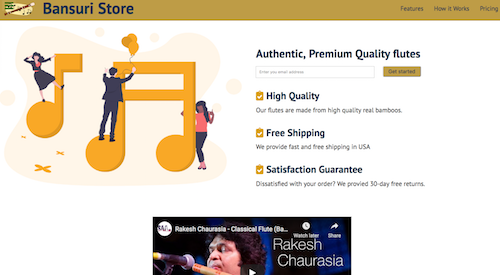 Bansuri Store
Features How it Works Pricing
Authentic, Premium Quality flutes
Enter you email address
Get started
High Quality
Our flutes are made from high quality real bamboos.
Free Shipping
We provide fast and free shipping in USA
Satisfaction Guarantee
Dissatisfied with your order? We provied 30-day free returns.
Rakesh Chaurasia - Classical Flute (Ba...
Watch later Share
Rakesh
Chaurasia